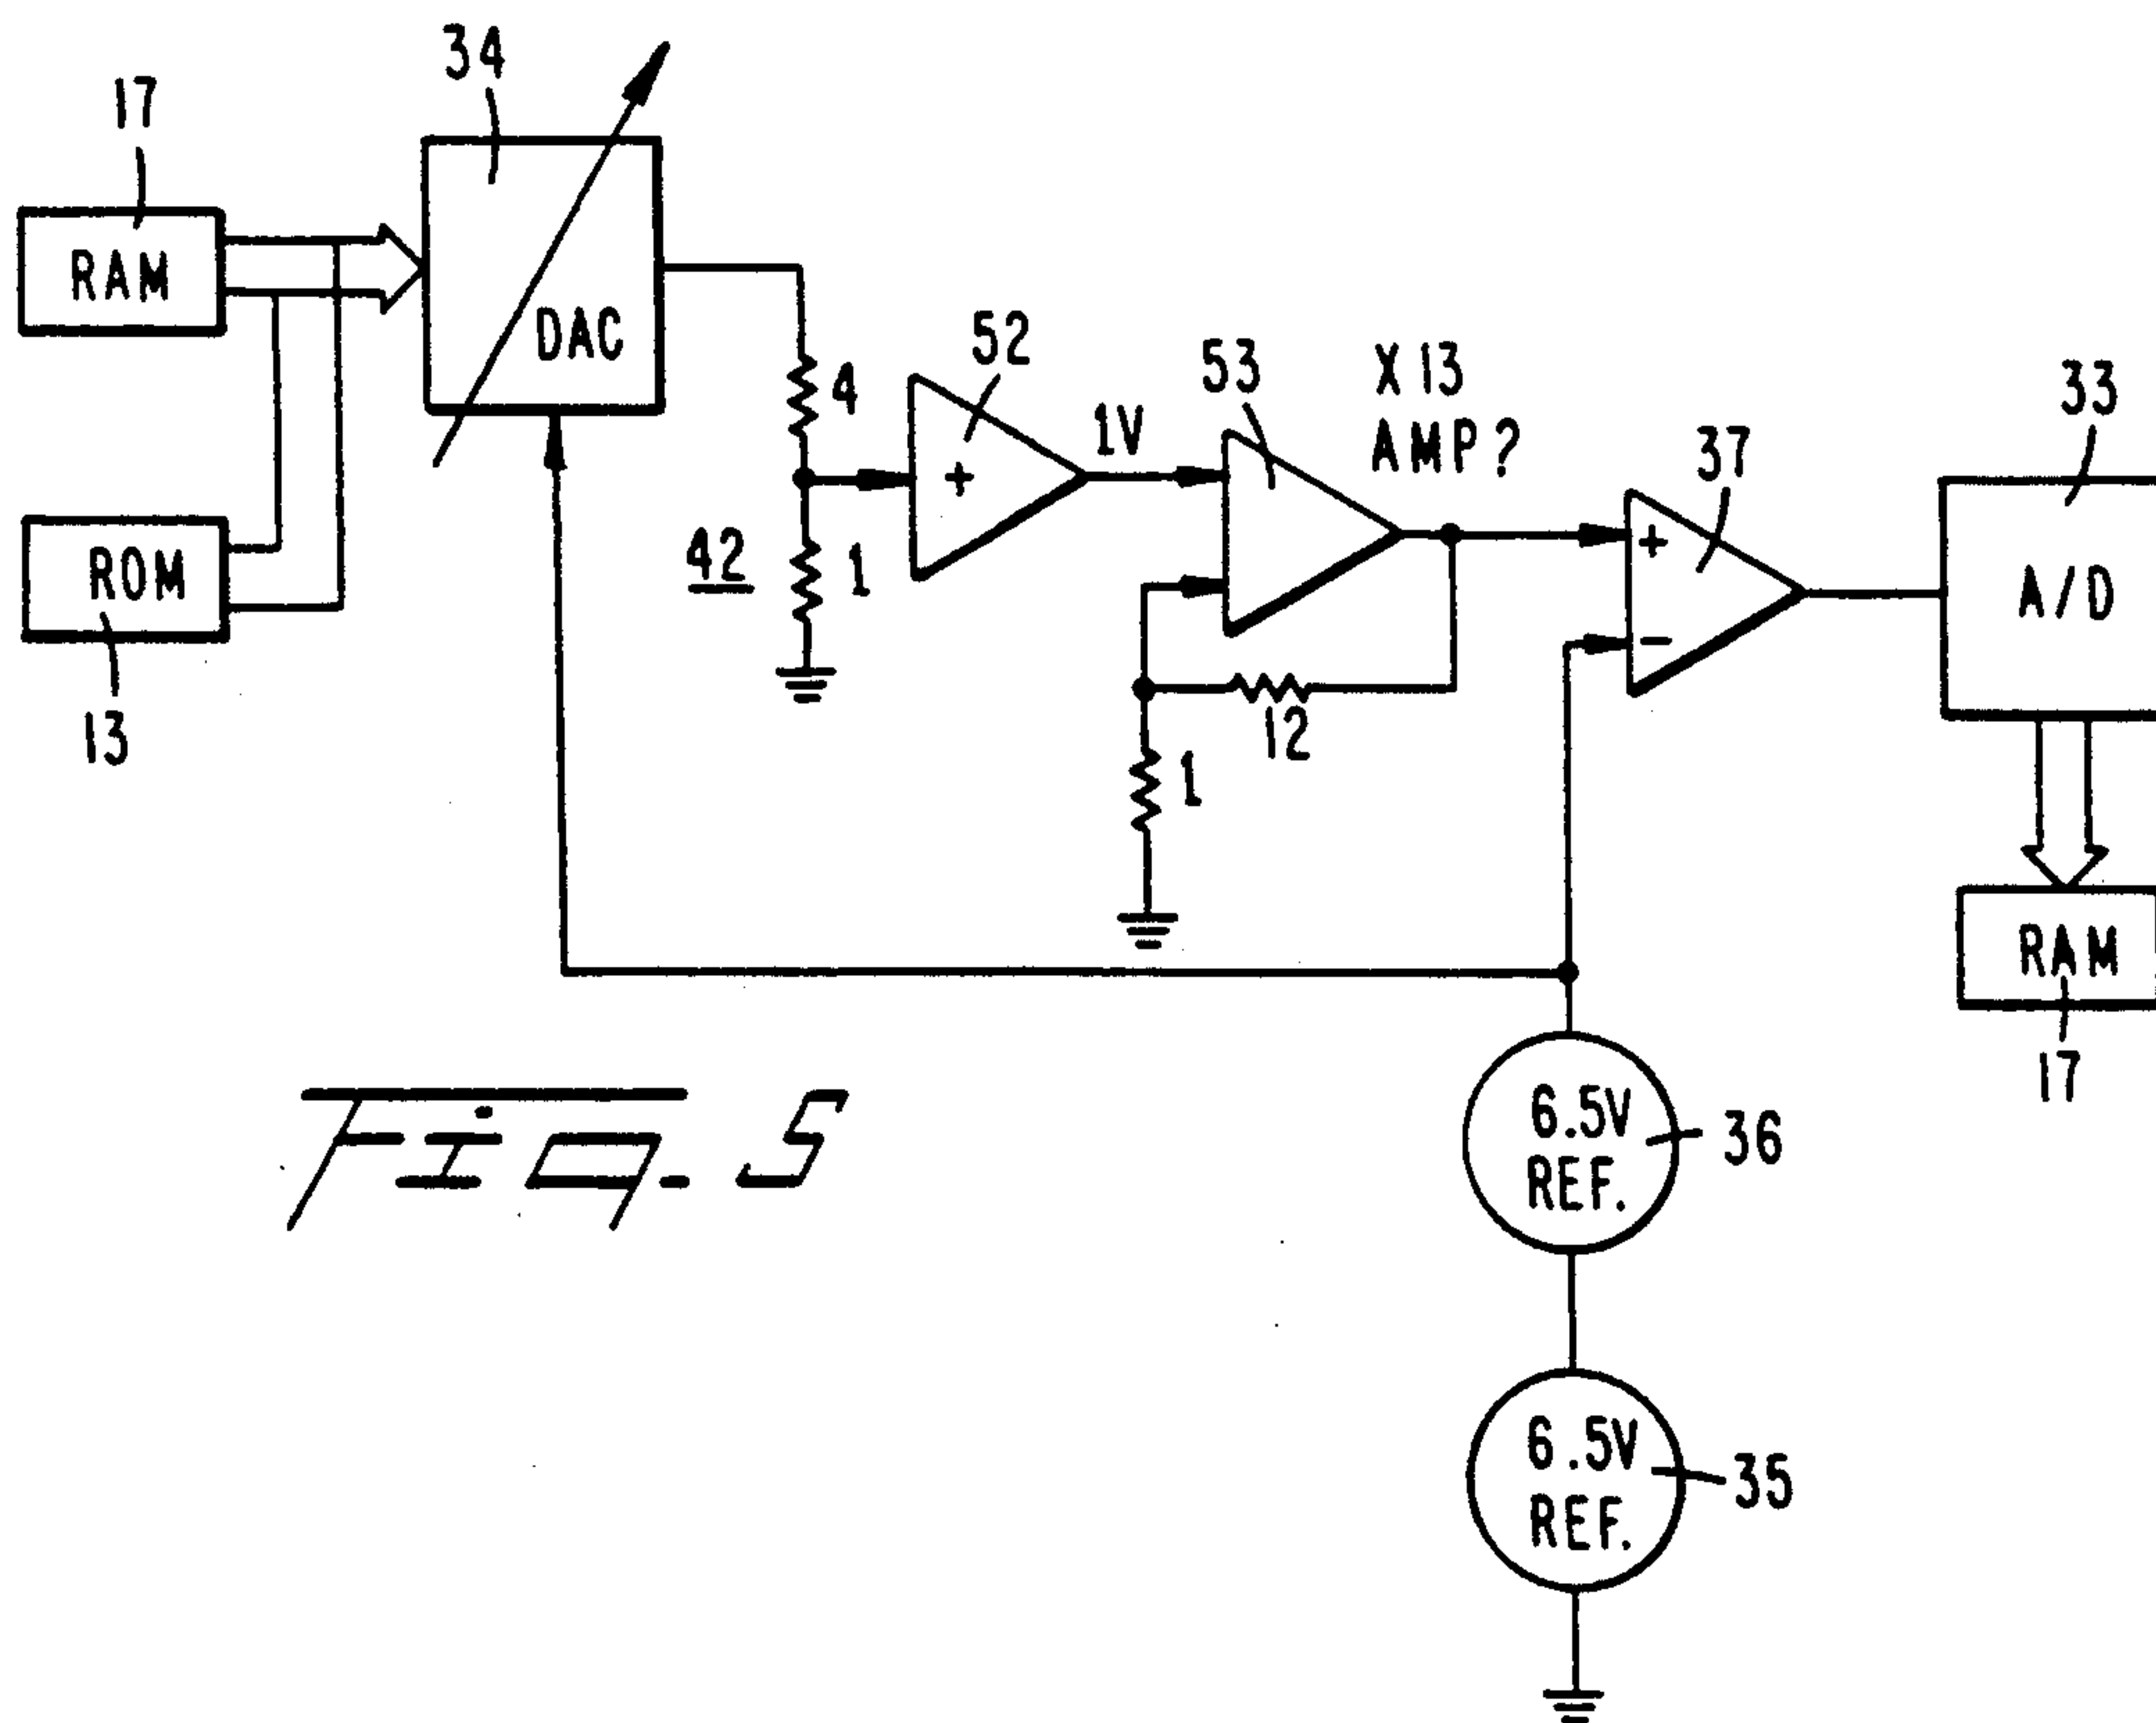 34
17
RAM
DAC
ROM
13
4
1
42
52
+
1V
53
X 13
AMP?
12
1
37
+
−
33
A/D
RAM
17
6.5V
REF.
36
6.5V
REF.
35
Fig. 5